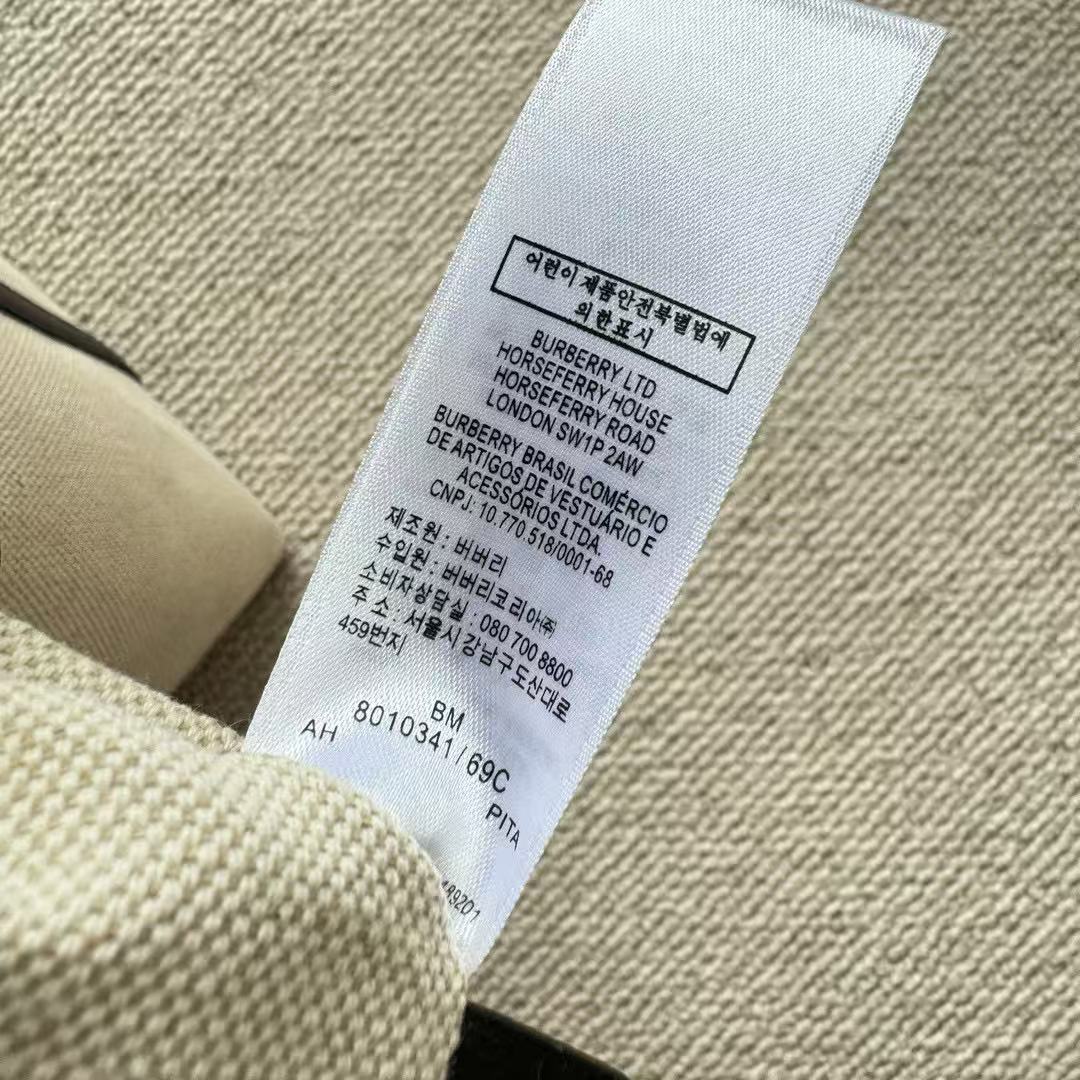 어린이제품안전특별법에
의한표시
BURBERRY LTD
HORSEFERRY HOUSE
HORSEFERRY ROAD
LONDON SW1P 2AW
BURBERRY BRASIL COMÉRCIO
DE ARTIGOS DE VESTUÁRIO E
ACESSÓRIOS LTDA.
CNPJ: 10.770.518/0001-68
제조원 : 버버리
수입원 : 버버리코리아㈜
소비자상담실 : 080 700 8800
주 소 : 서울시 강남구 도산대로
459번지
BM
8010341/69C
AH
PITA